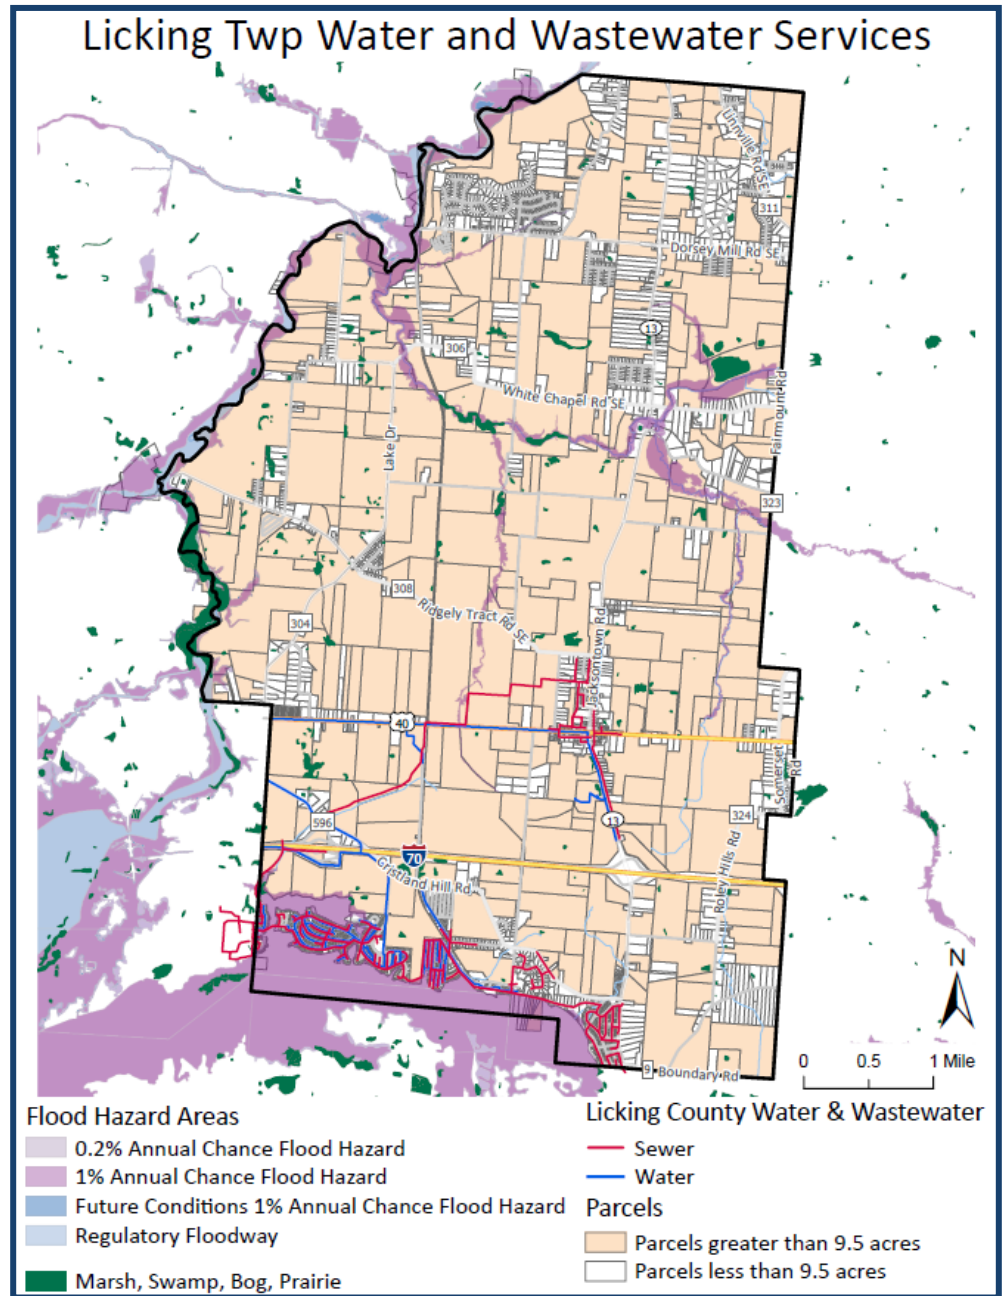 Licking Twp Water and Wastewater Services
Linnville Rd SE
311
Dorsey Mill Rd SE
13
306
White Chapel Rd SE
Fairmount Rd
Lake Dr
323
308
Ridgely Tract Rd SE
304
Jacksontown Rd
40
Somerset Rd
324
13
596
70
Gristland Hill Rd
Roley Hills Rd
N
0 0.5 1 Mile
9 Boundary Rd
Flood Hazard Areas
0.2% Annual Chance Flood Hazard
1% Annual Chance Flood Hazard
Future Conditions 1% Annual Chance Flood Hazard
Regulatory Floodway
Marsh, Swamp, Bog, Prairie
Licking County Water & Wastewater
Sewer
Water
Parcels
Parcels greater than 9.5 acres
Parcels less than 9.5 acres